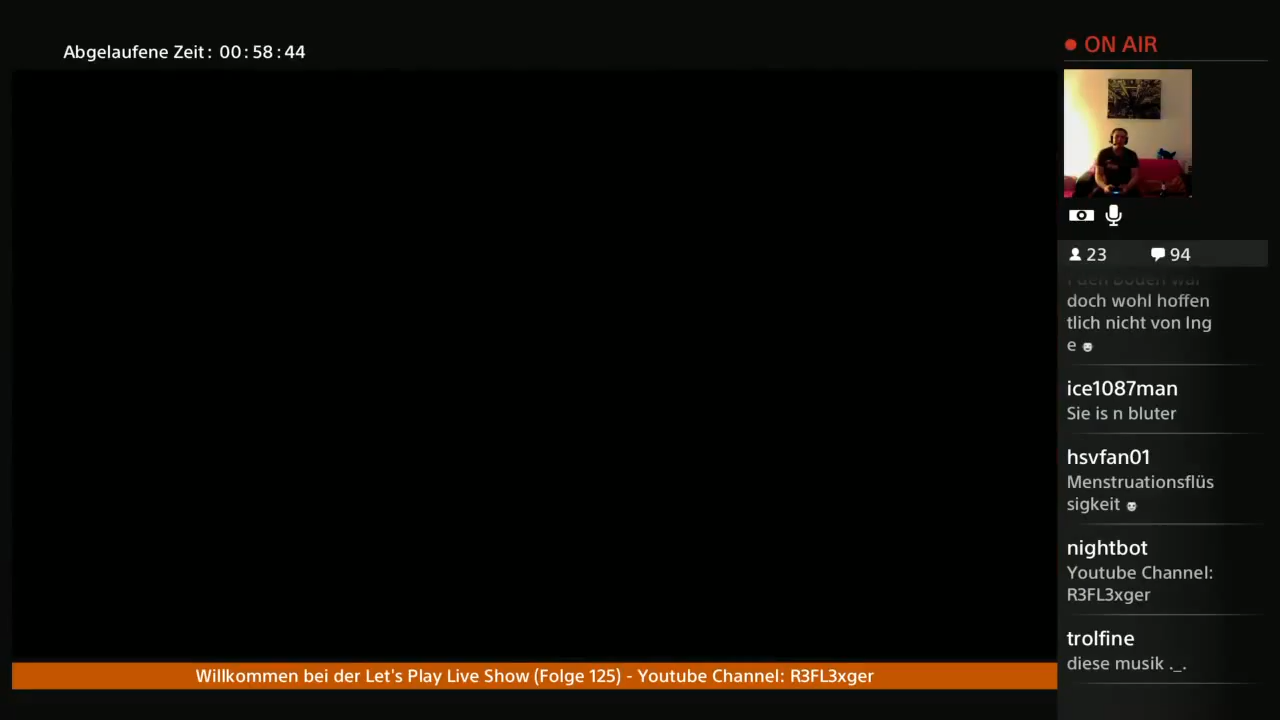 Abgelaufene Zeit: 00:58:44
ON AIR
23 94
doch wohl hoffen
tlich nicht von Ing
e
ice1087man
Sie is n bluter
hsvfan01
Menstruationsflüs
sigkeit
nightbot
Youtube Channel:
R3FL3xger
trolfine
diese musik ._.
Willkommen bei der Let's Play Live Show (Folge 125) - Youtube Channel: R3FL3xger